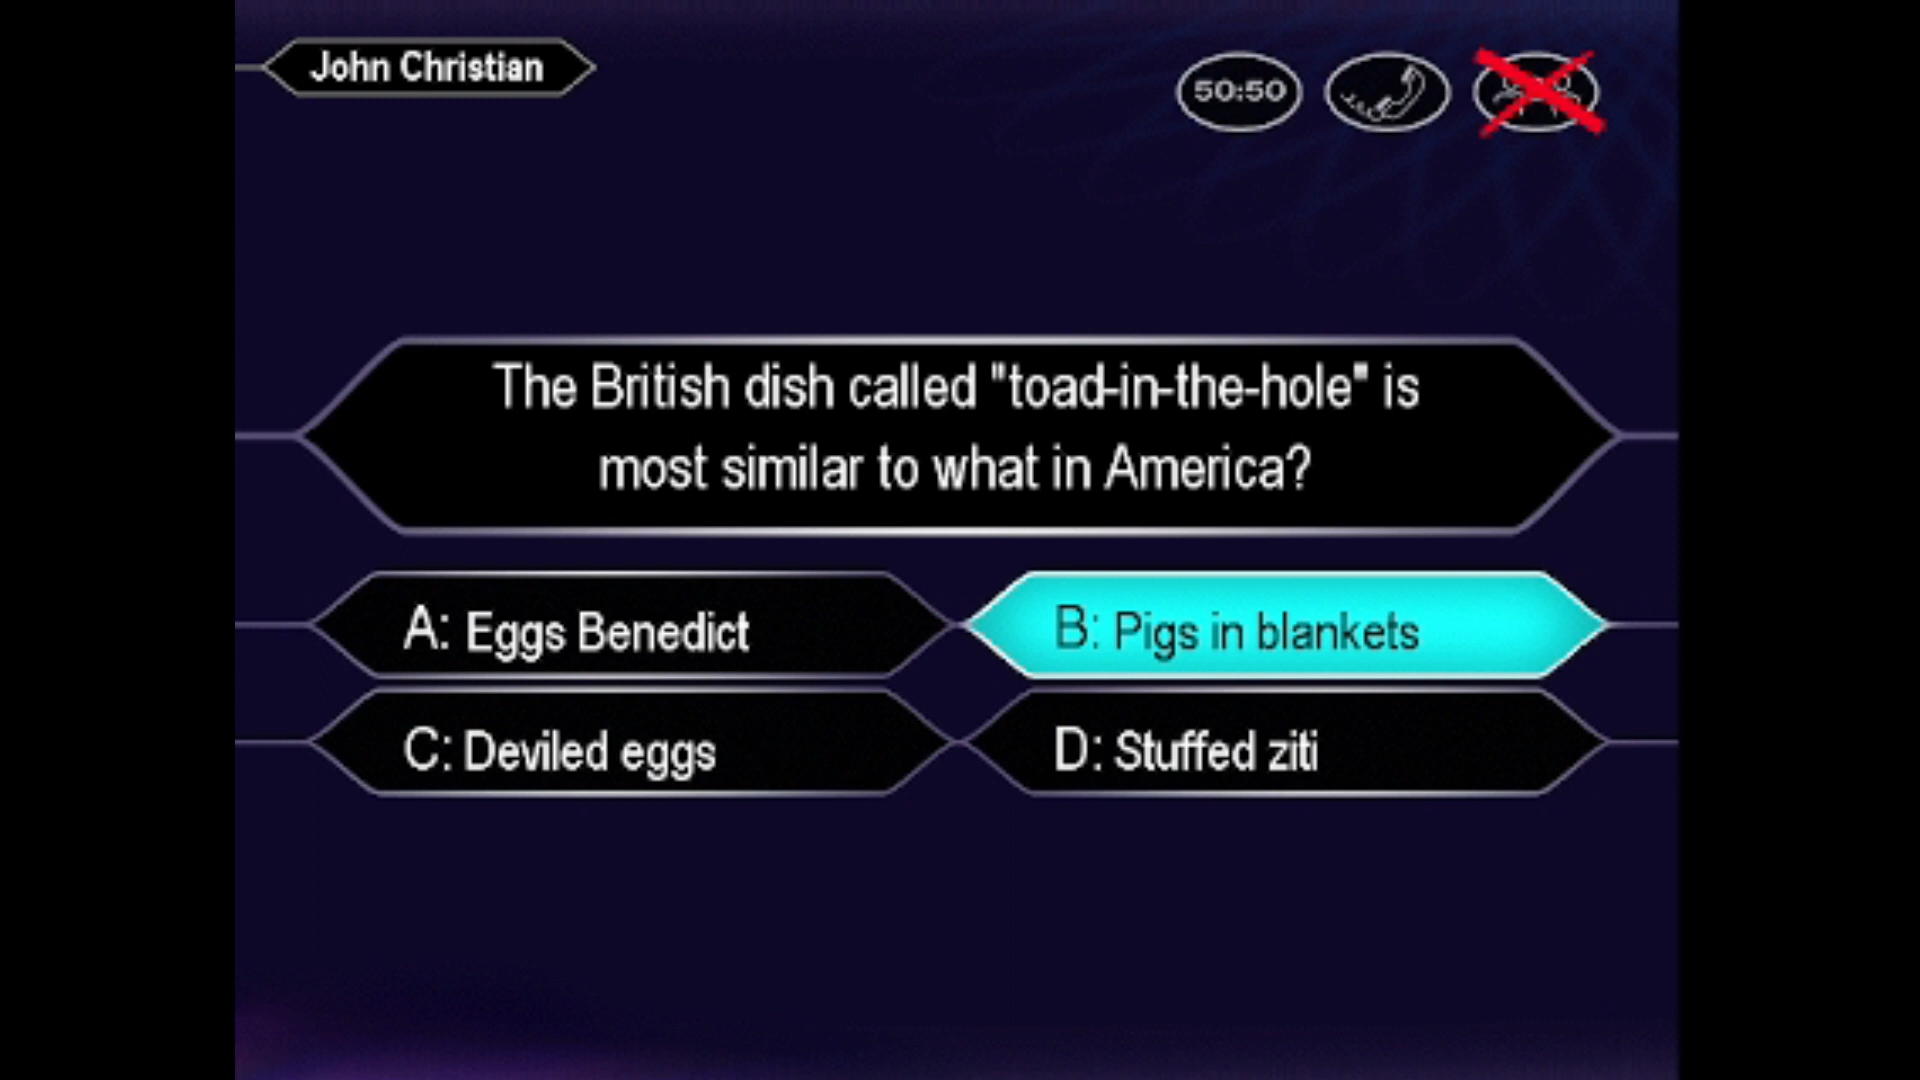 John Christian
50:50
The British dish called "toad-in-the-hole" is
most similar to what in America?
A: Eggs Benedict
B: Pigs in blankets
C: Deviled eggs
D: Stuffed ziti